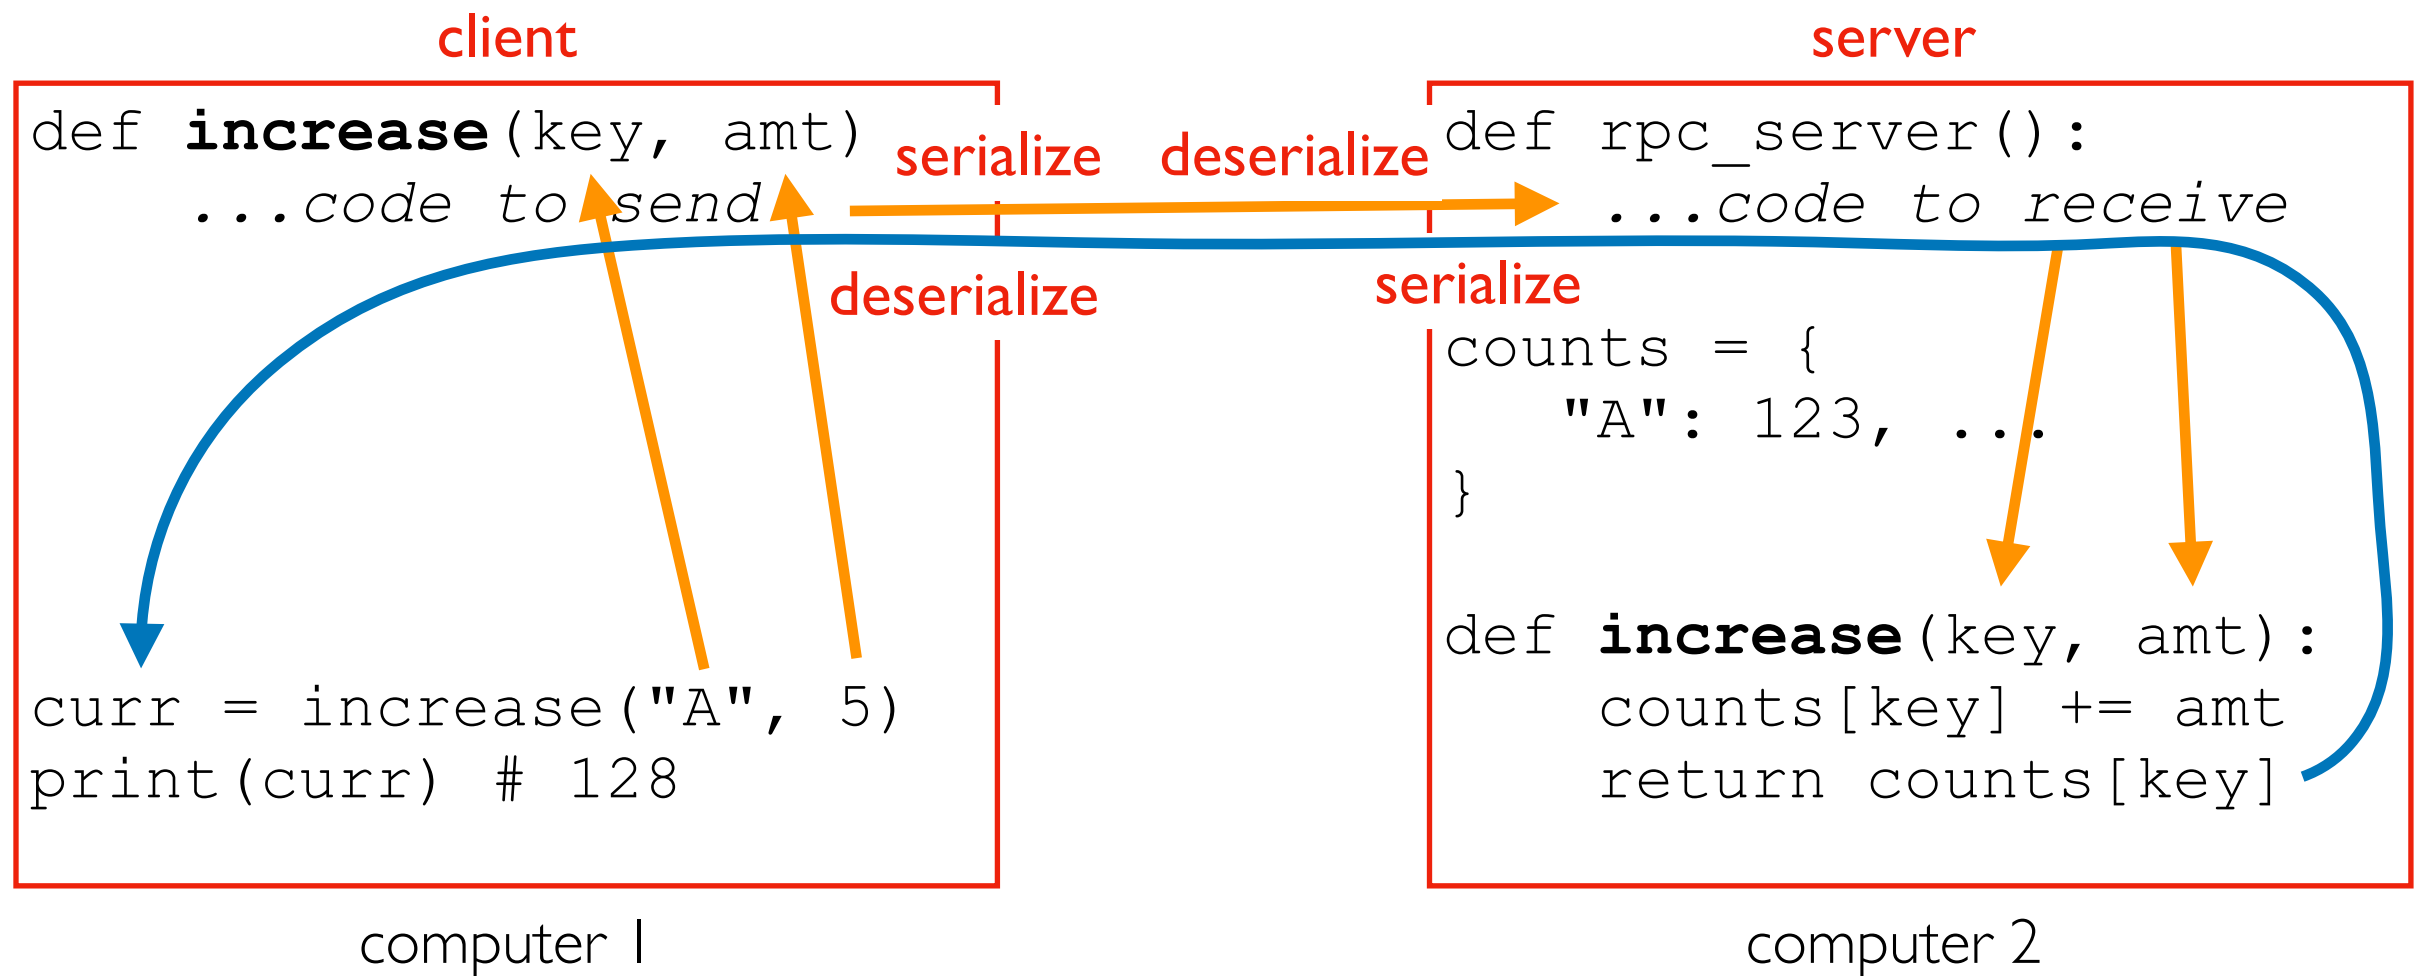 client
def increase(key, amt)
...code to send
serialize
deserialize
deserialize
curr = increase("A", 5)
print(curr) # 128
computer 1
server
def rpc_server():
...code to receive
serialize
counts = {
"A": 123, ...
}
def increase(key, amt):
counts[key] += amt
return counts[key]
computer 2